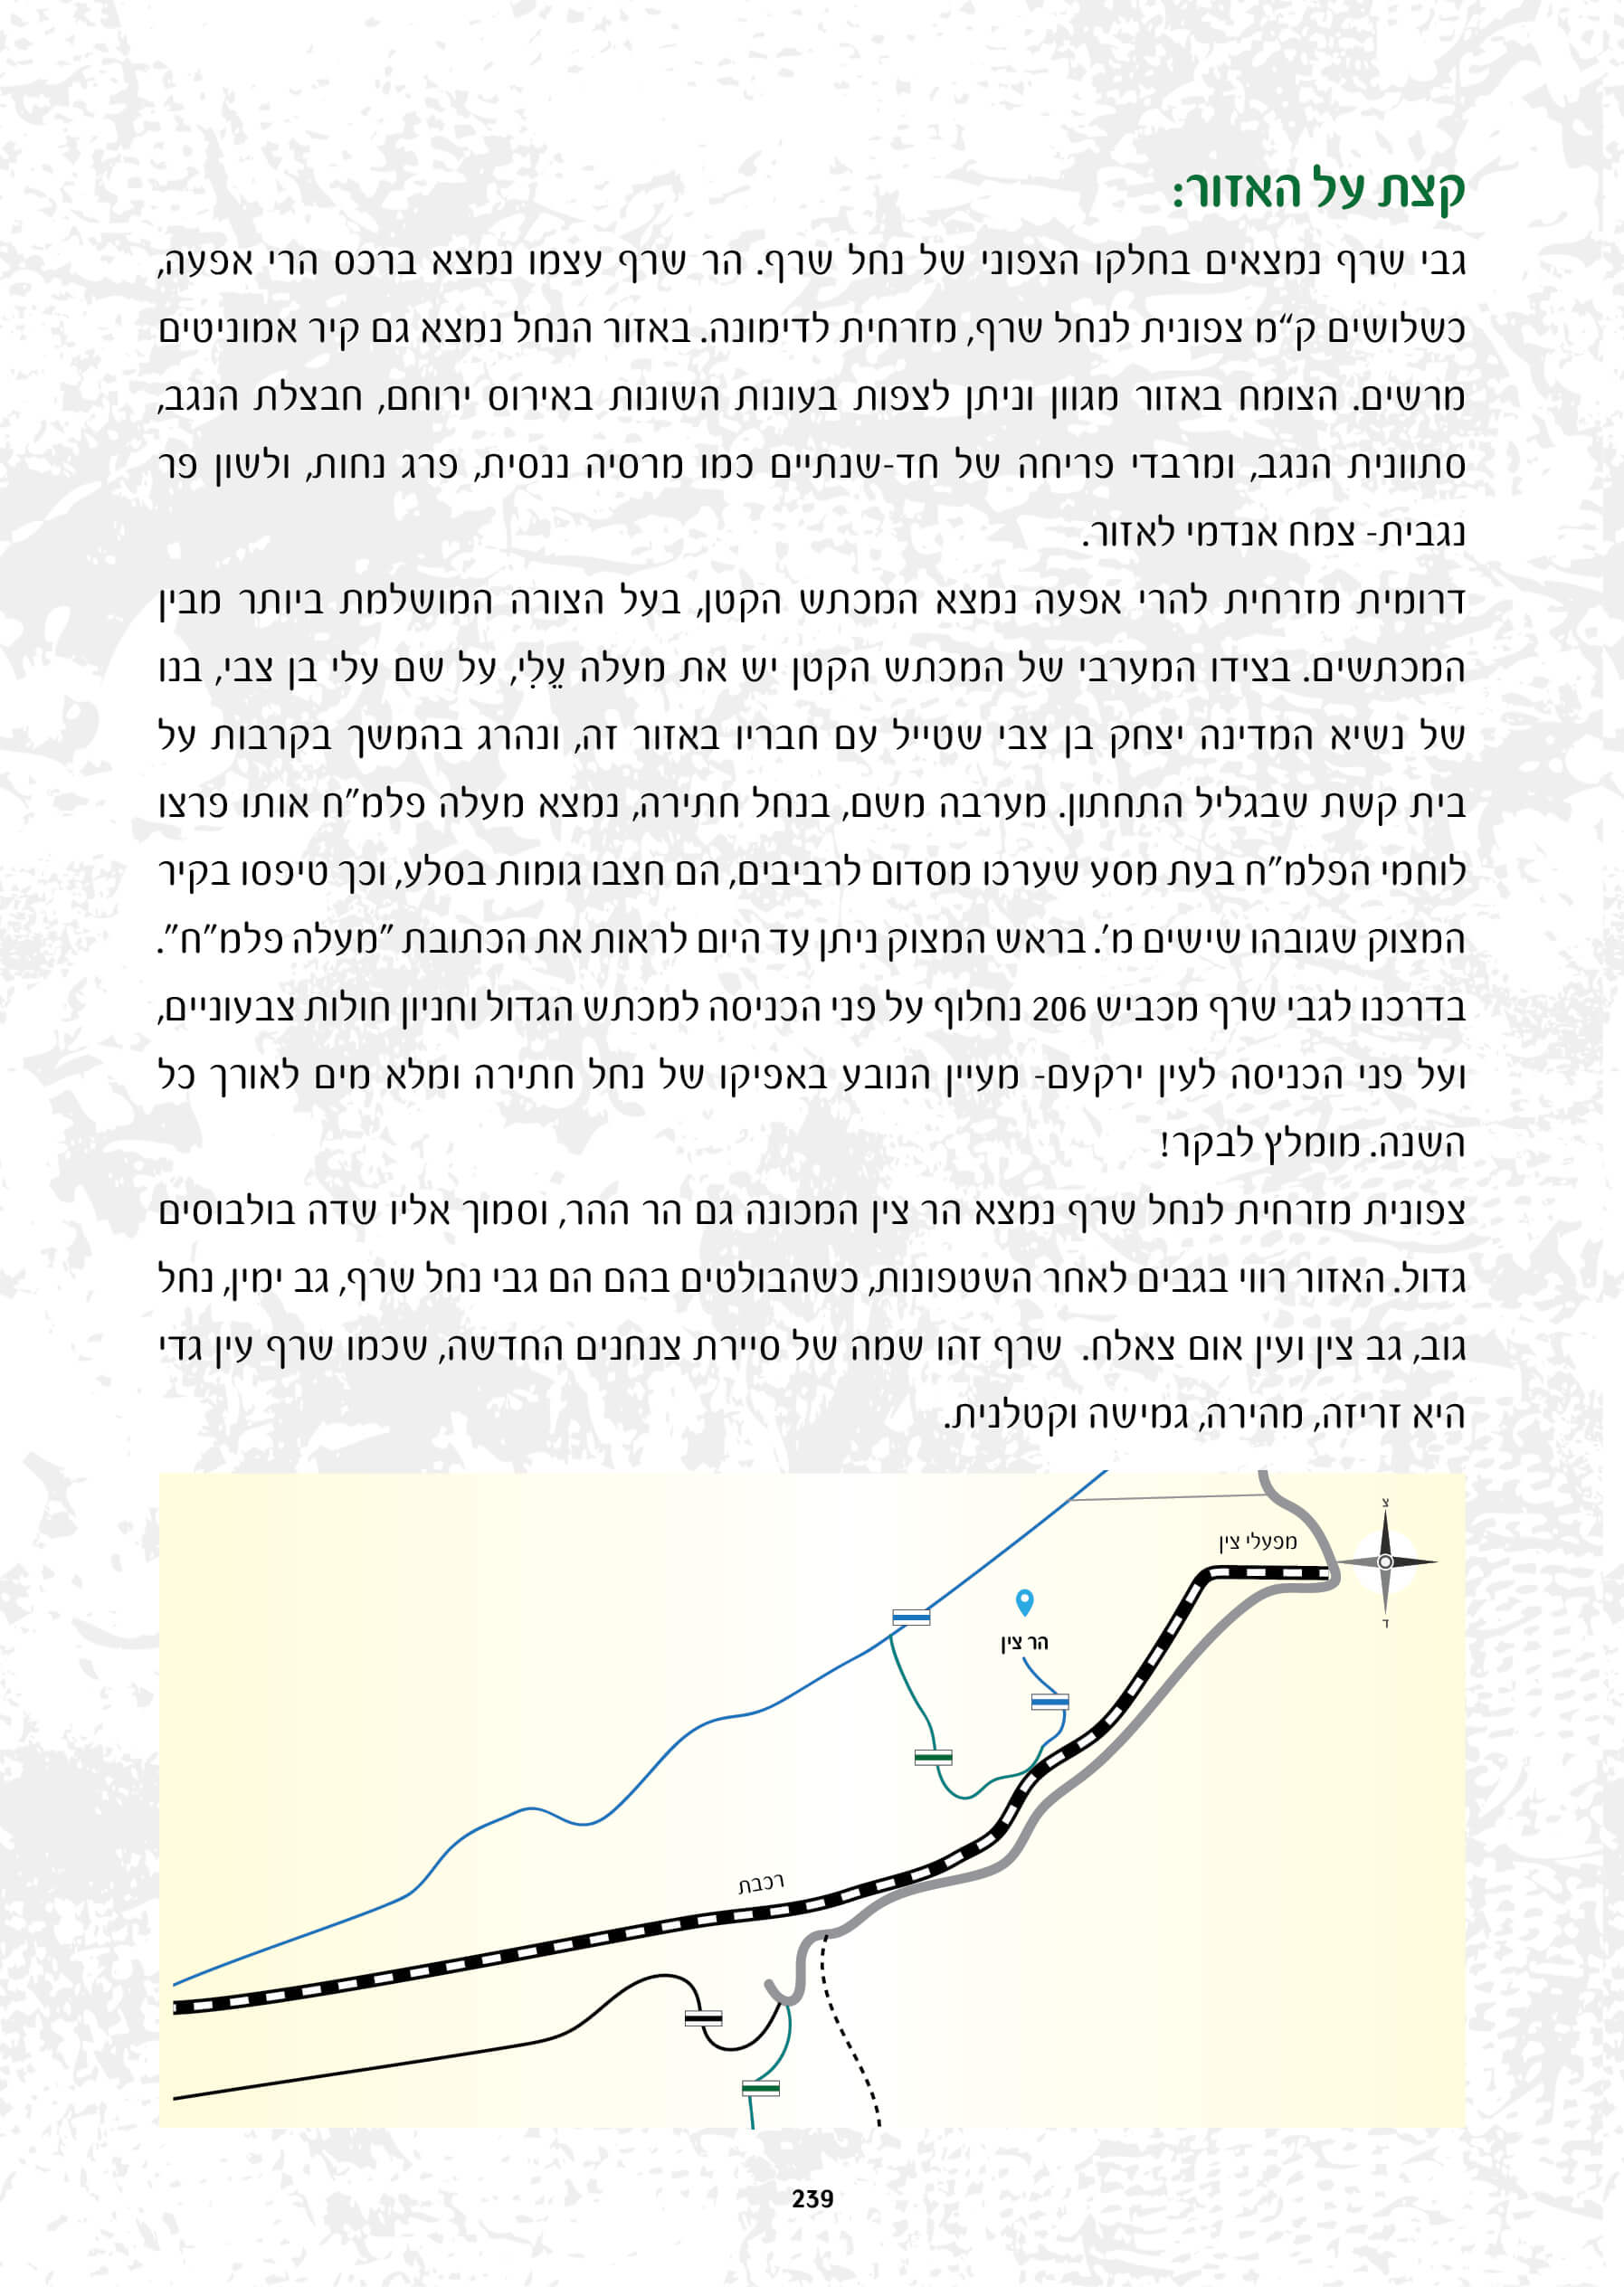 קצת על האזור:
גבי שרף נמצאים בחלקו הצפוני של נחל שרף. הר שרף עצמו נמצא ברכס הרי אפעה,
כשלושים ק"מ צפונית לנחל שרף, מזרחית לדימונה. באזור הנחל נמצא גם קיר אמוניטים
מרשים. הצומח באזור מגוון וניתן לצפות בעונות השונות באירוס ירוחם, חבצלת הנגב,
סתוונית הנגב, ומרבדי פריחה של חד-שנתיים כמו מרסיה ננסית, פרג נחות, ולשון פר
נגבית- צמח אנדמי לאזור.
דרומית מזרחית להרי אפעה נמצא המכתש הקטן, בעל הצורה המושלמת ביותר מבין
המכתשים. בצידו המערבי של המכתש הקטן יש את מעלה עֵלִי, על שם עלי בן צבי, בנו
של נשיא המדינה יצחק בן צבי שטייל עם חבריו באזור זה, ונהרג בהמשך בקרבות על
בית קשת שבגליל התחתון. מערבה משם, בנחל חתירה, נמצא מעלה פלמ"ח אותו פרצו
לוחמי הפלמ"ח בעת מסע שערכו מסדום לרביבים, הם חצבו גומות בסלע, וכך טיפסו בקיר
המצוק שגובהו שישים מ'. בראש המצוק ניתן עד היום לראות את הכתובת "מעלה פלמ"ח".
בדרכנו לגבי שרף מכביש 206 נחלוף על פני הכניסה למכתש הגדול וחניון חולות צבעוניים,
ועל פני הכניסה לעין ירקעם- מעיין הנובע באפיקו של נחל חתירה ומלא מים לאורך כל
השנה. מומלץ לבקר!
צפונית מזרחית לנחל שרף נמצא הר צין המכונה גם הר ההר, וסמוך אליו שדה בולבוסים
גדול. האזור רווי בגבים לאחר השטפונות, כשהבולטים בהם הם גבי נחל שרף, גב ימין, נחל
גוב, גב צין ועין אום צאלח. שרף זהו שמה של סיירת צנחנים החדשה, שכמו שרף עין גדי
היא זריזה, מהירה, גמישה וקטלנית.
צ
מפעלי צין
ד
הר צין
רכבת
239